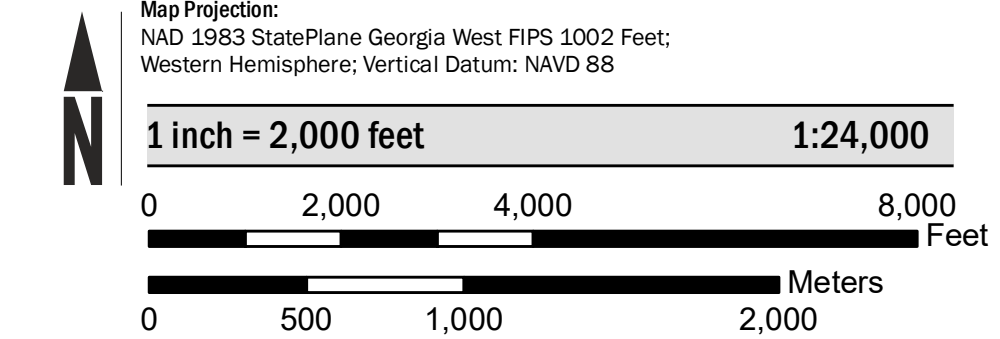 Map Projection:
NAD 1983 StatePlane Georgia West FIPS 1002 Feet;
Western Hemisphere; Vertical Datum: NAVD 88
N
1 inch = 2,000 feet 1:24,000
0 2,000 4,000 8,000
Feet
Meters
0 500 1,000 2,000